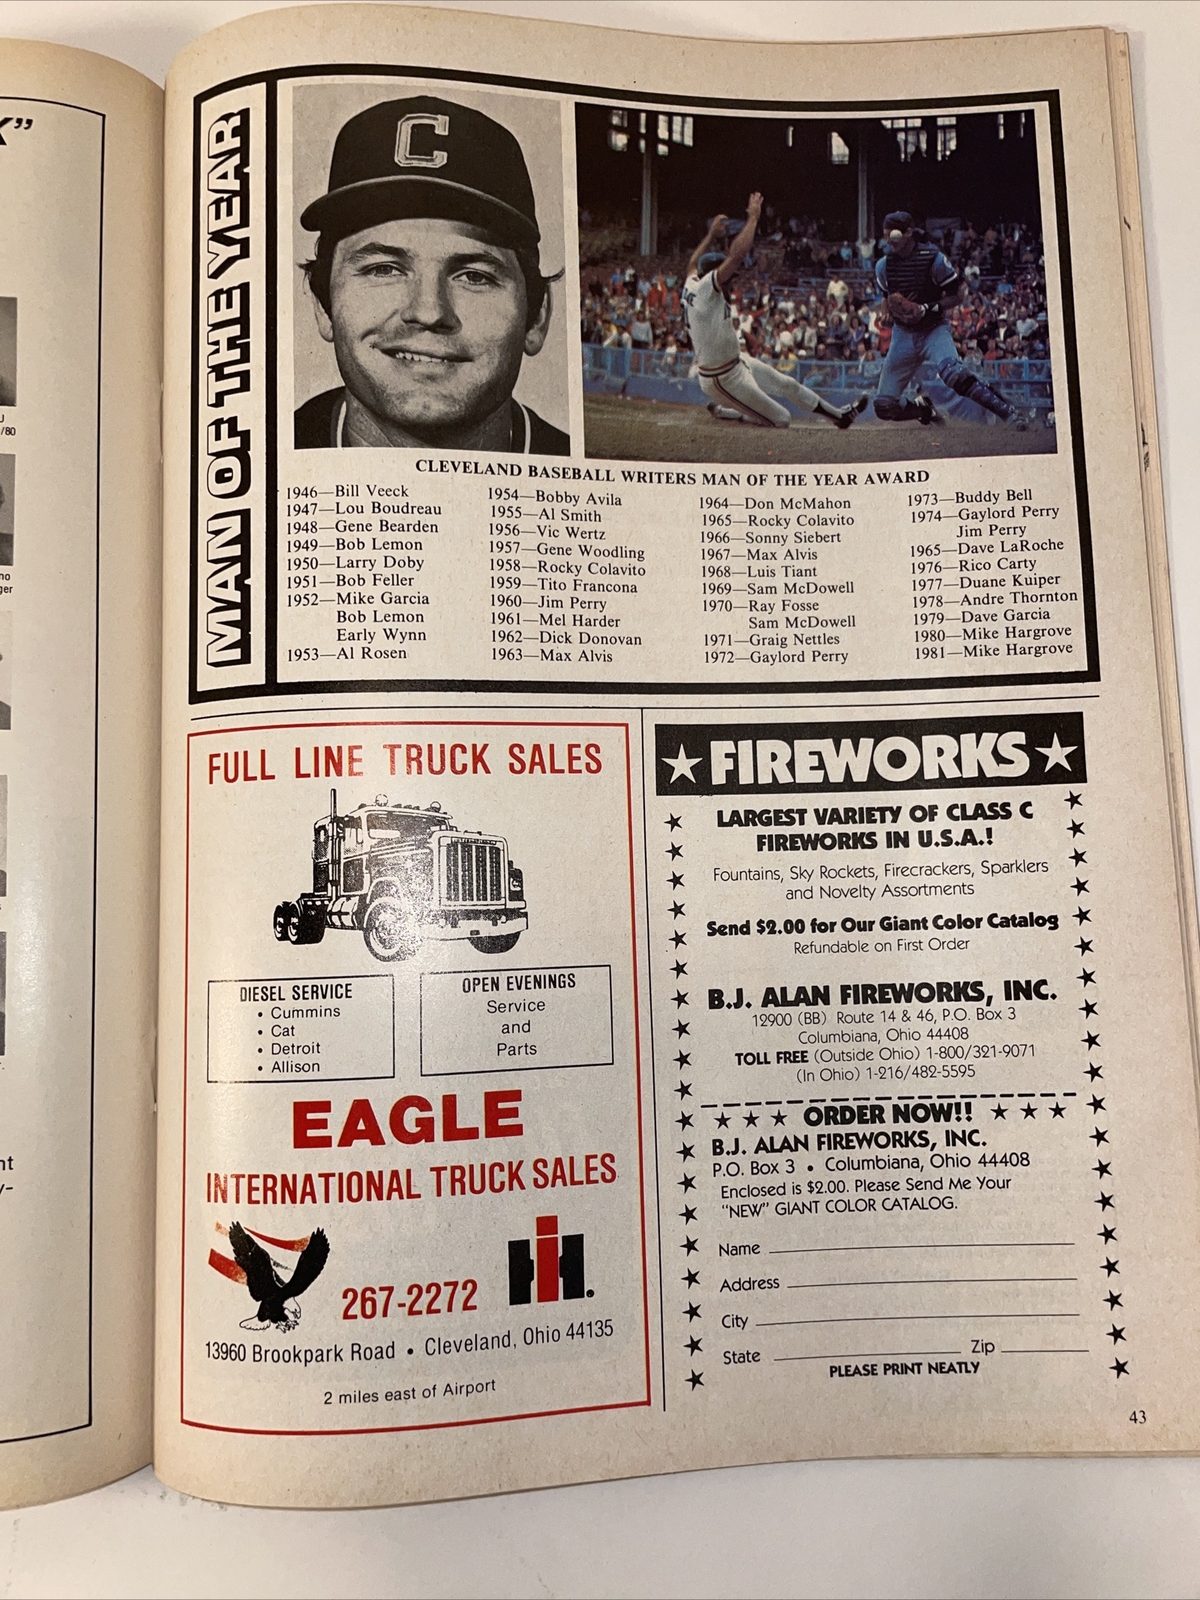 K”
J
/80
no
ger
nt
y-
MAN OF THE YEAR
C
CLEVELAND BASEBALL WRITERS MAN OF THE YEAR AWARD
1946—Bill Veeck
1947—Lou Boudreau
1948—Gene Bearden
1949—Bob Lemon
1950—Larry Doby
1951—Bob Feller
1952—Mike Garcia
Bob Lemon
Early Wynn
1953—Al Rosen
1954—Bobby Avila
1955—Al Smith
1956—Vic Wertz
1957—Gene Woodling
1958—Rocky Colavito
1959—Tito Francona
1960—Jim Perry
1961—Mel Harder
1962—Dick Donovan
1963—Max Alvis
1964—Don McMahon
1965—Rocky Colavito
1966—Sonny Siebert
1967—Max Alvis
1968—Luis Tiant
1969—Sam McDowell
1970—Ray Fosse
Sam McDowell
1971—Graig Nettles
1972—Gaylord Perry
1973—Buddy Bell
1974—Gaylord Perry
Jim Perry
1965—Dave LaRoche
1976—Rico Carty
1977—Duane Kuiper
1978—Andre Thornton
1979—Dave Garcia
1980—Mike Hargrove
1981—Mike Hargrove
FULL LINE TRUCK SALES
DIESEL SERVICE
• Cummins
• Cat
• Detroit
• Allison
OPEN EVENINGS
Service
and
Parts
EAGLE
INTERNATIONAL TRUCK SALES
267-2272
IH.
13960 Brookpark Road • Cleveland, Ohio 44135
2 miles east of Airport
★FIREWORKS★
LARGEST VARIETY OF CLASS C
FIREWORKS IN U.S.A.!
Fountains, Sky Rockets, Firecrackers, Sparklers
and Novelty Assortments
Send $2.00 for Our Giant Color Catalog
Refundable on First Order
B.J. ALAN FIREWORKS, INC.
12900 (BB) Route 14 & 46, P.O. Box 3
Columbiana, Ohio 44408
TOLL FREE (Outside Ohio) 1-800/321-9071
(In Ohio) 1-216/482-5595
★ ★ ★ ORDER NOW!! ★ ★ ★
B.J. ALAN FIREWORKS, INC.
P.O. Box 3 • Columbiana, Ohio 44408
Enclosed is $2.00. Please Send Me Your
“NEW” GIANT COLOR CATALOG.
Name
Address
City
State Zip
PLEASE PRINT NEATLY
43